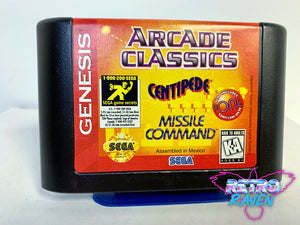 GENESIS
ARCADE
CLASSICS
1-900-200-SEGA
SEGA game secrets
CENTIPEDE
MISSILE
COMMAND
Assembled in Mexico
SEGA
SEGA
KIDS TO ADULTS
K-A
RETRO
RAVEN